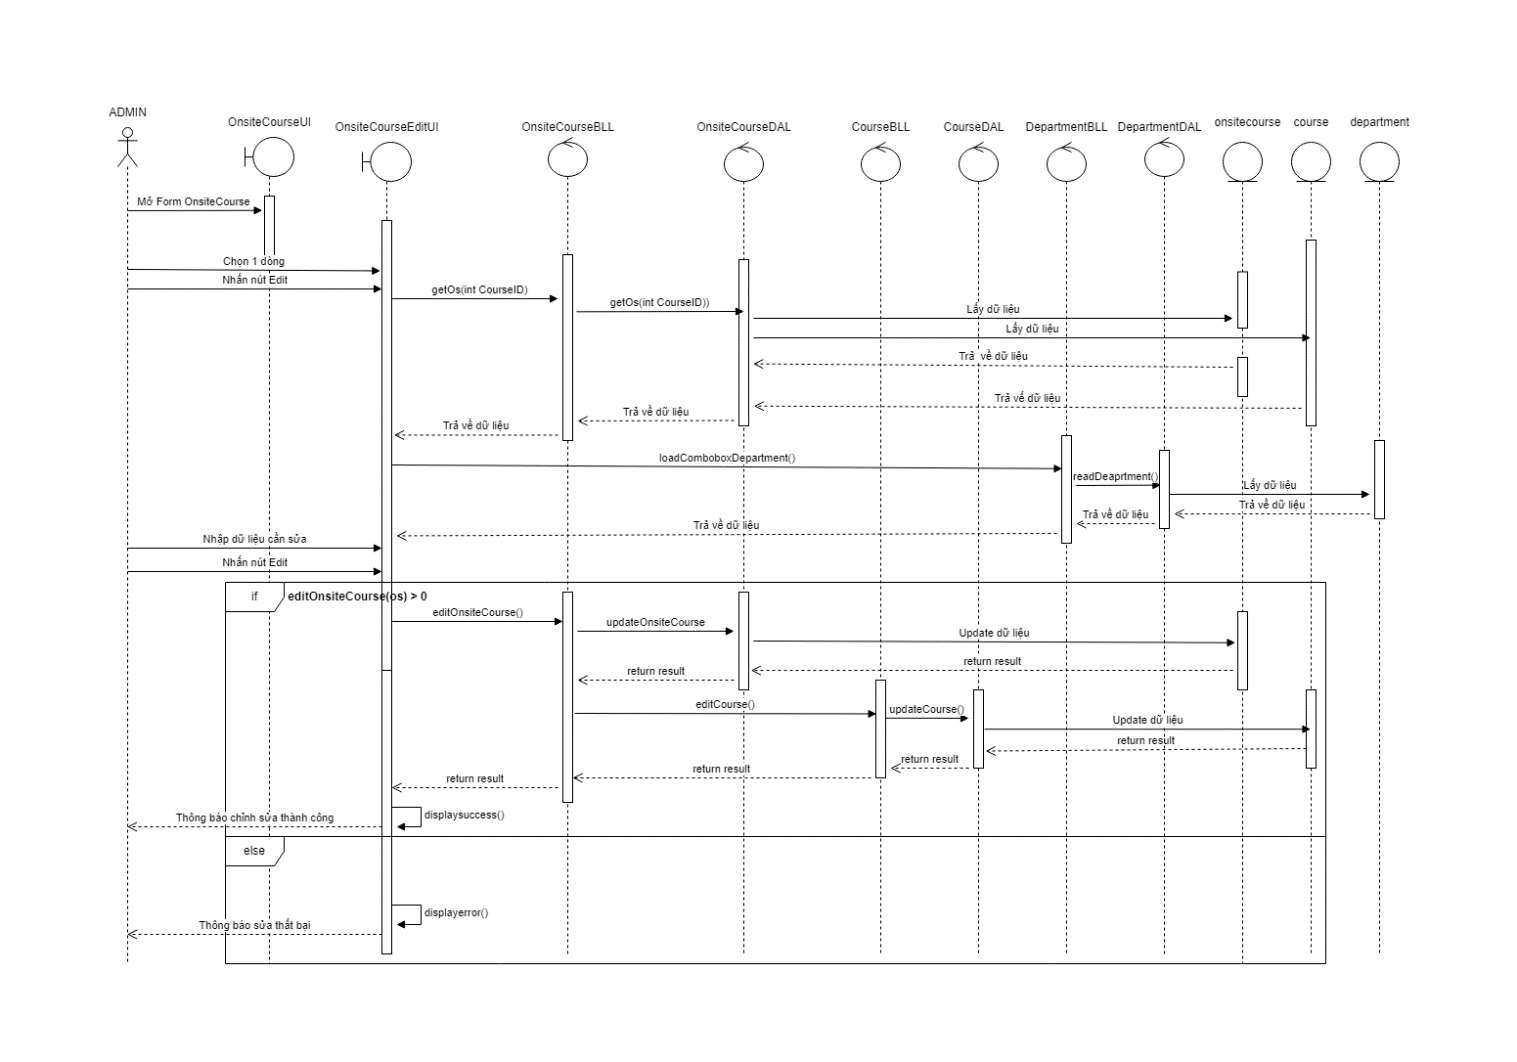 ADMIN
OnsiteCourseUI
OnsiteCourseEditUI
OnsiteCourseBLL
OnsiteCourseDAL
CourseBLL
CourseDAL
DepartmentBLL
DepartmentDAL
onsitecourse
course
department
Mở Form OnsiteCourse
Chọn 1 dòng
Nhấn nút Edit
getOs(int CourseID)
getOs(int CourseID))
Lấy dữ liệu
Lấy dữ liệu
Trả về dữ liệu
Trả về dữ liệu
Trả về dữ liệu
Trả về dữ liệu
loadComboboxDepartment()
readDeaprtment()
Lấy dữ liệu
Trả về dữ liệu
Trả về dữ liệu
Trả về dữ liệu
Nhập dữ liệu cần sửa
Nhấn nút Edit
if
editOnsiteCourse(os) > 0
editOnsiteCourse()
updateOnsiteCourse
Update dữ liệu
return result
return result
editCourse()
updateCourse()
Update dữ liệu
return result
return result
return result
return result
displaysuccess()
Thông báo chỉnh sửa thành công
else
displayerror()
Thông báo sửa thất bại